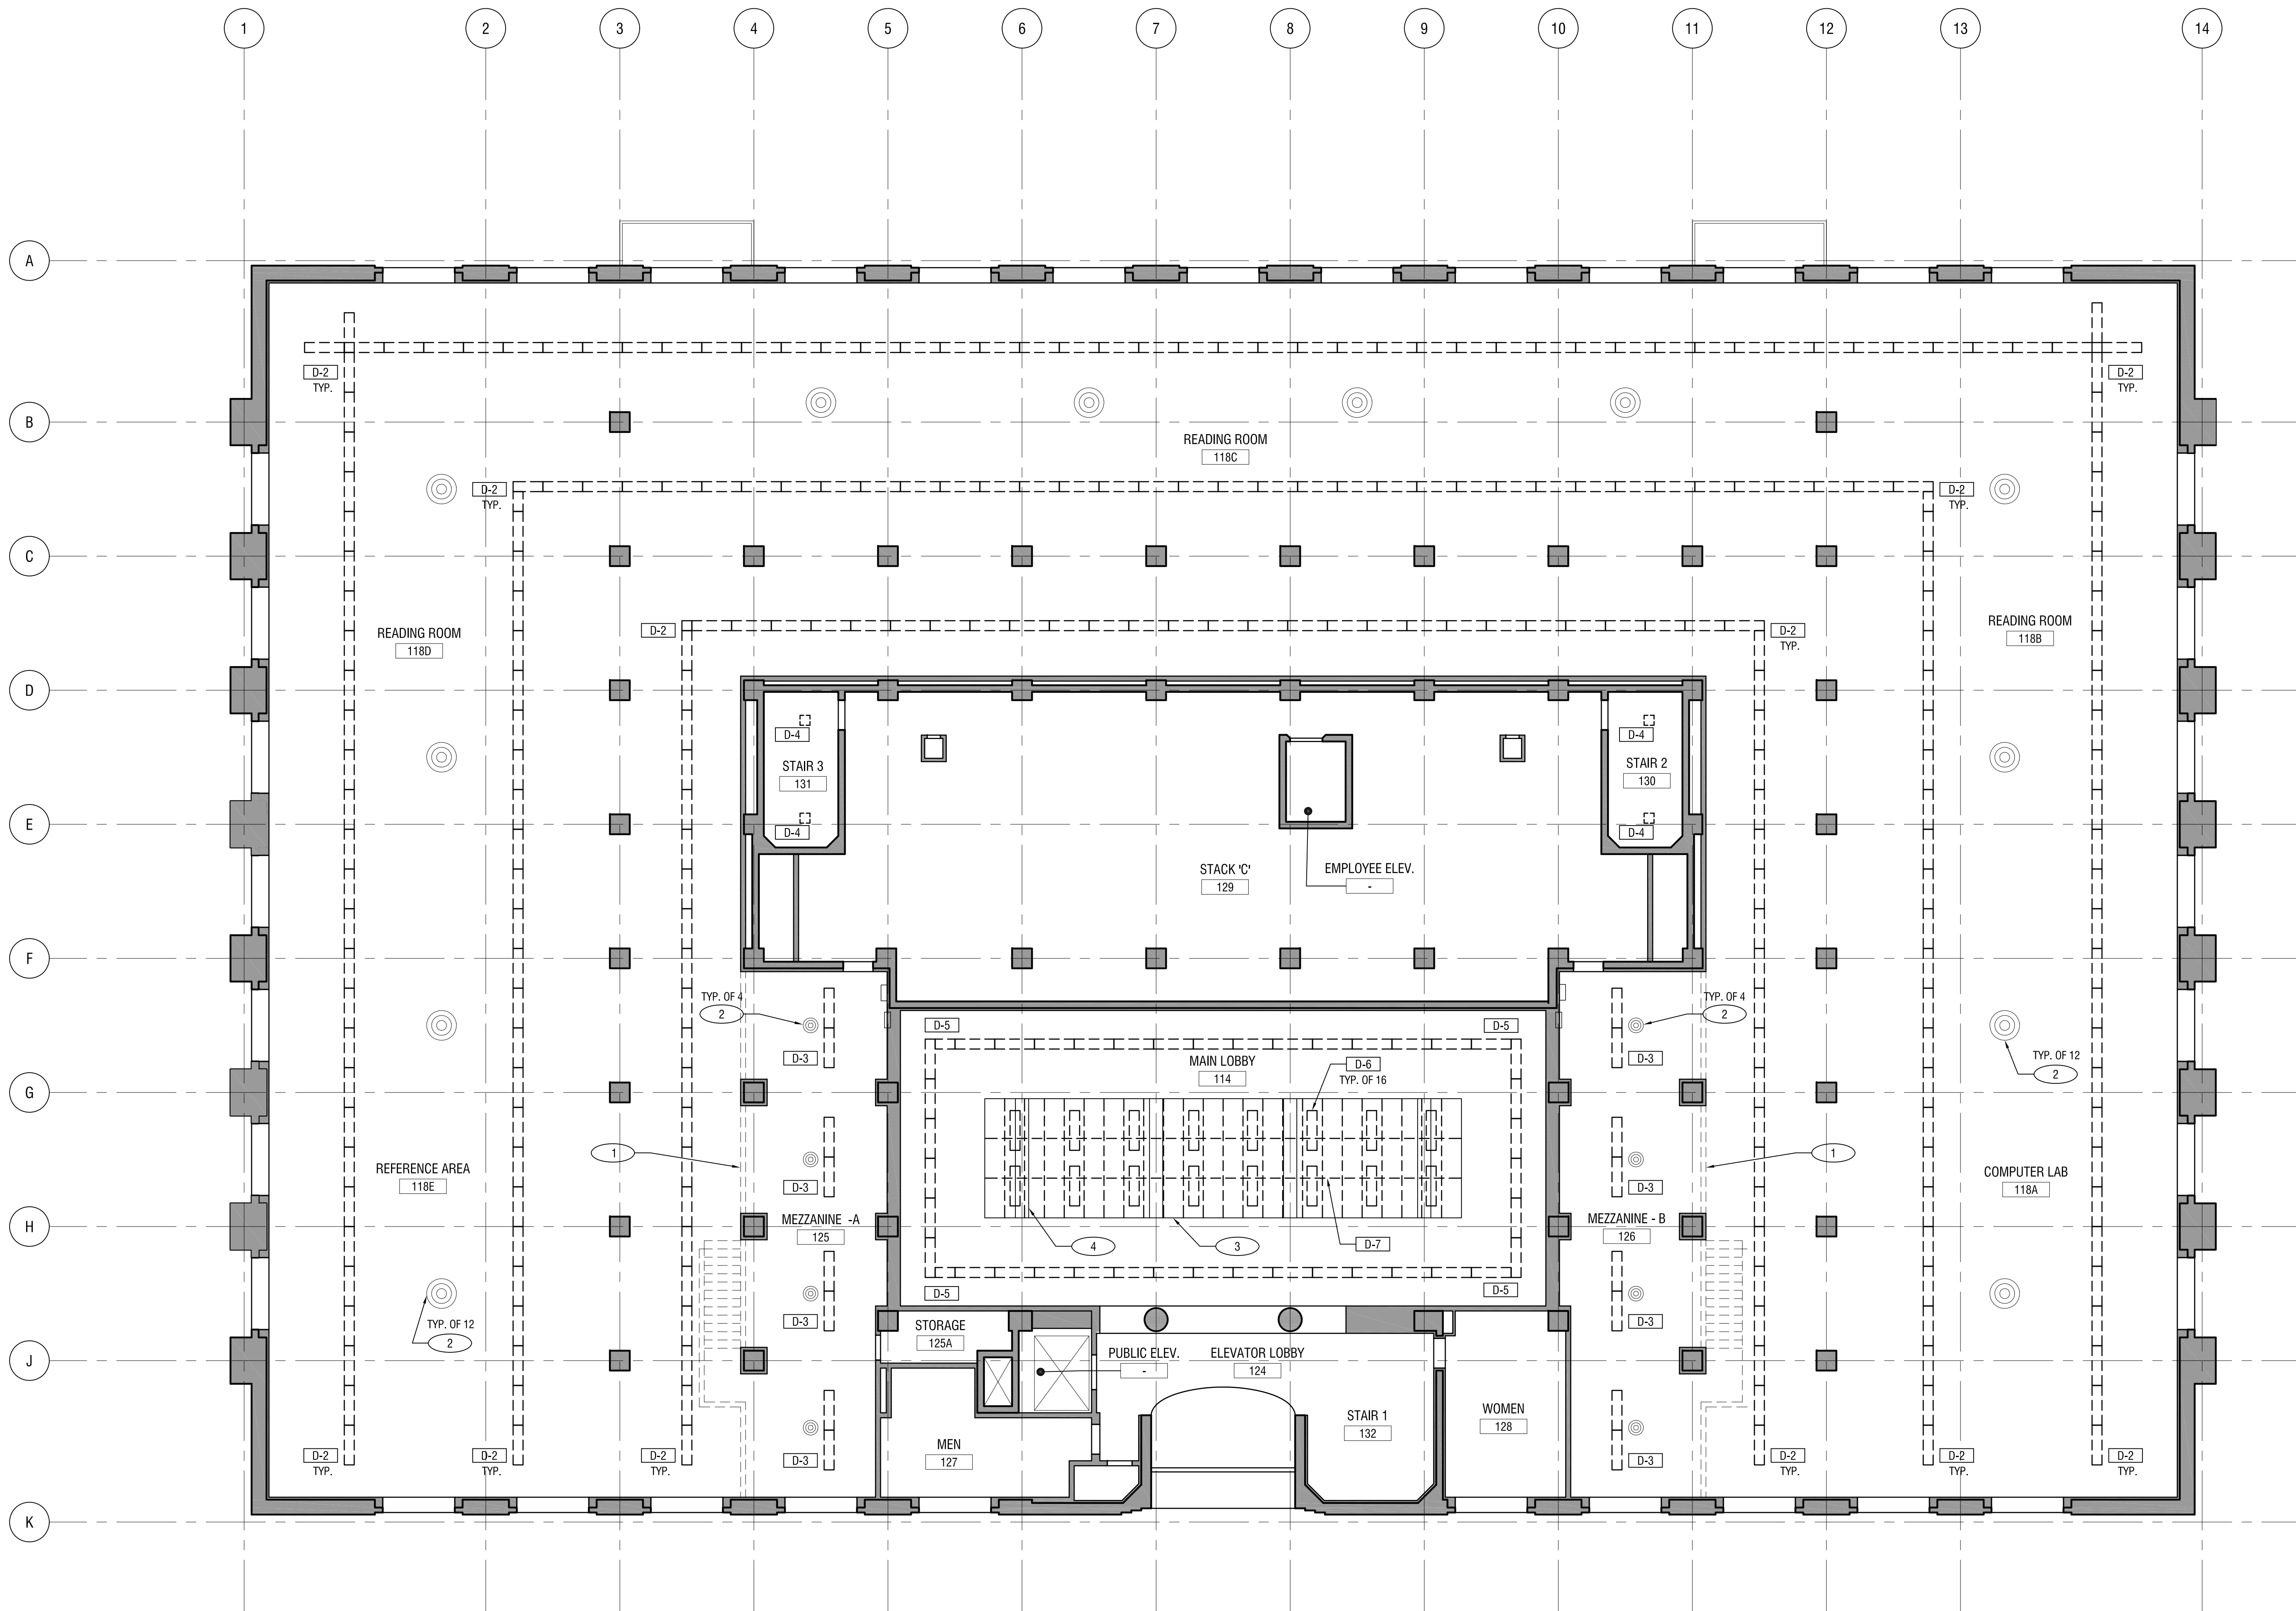 1
2
3
4
5
6
7
8
9
10
11
12
13
14
A
B
C
D
E
F
G
H
J
K
D-2
TYP.
D-2
TYP.
READING ROOM
118C
D-2
TYP.
D-2
TYP.
READING ROOM
118D
D-2
D-2
TYP.
READING ROOM
118B
D-4
D-4
STAIR 3
131
STAIR 2
130
D-4
D-4
STACK 'C'
129
EMPLOYEE ELEV.
-
TYP. OF 4
2
TYP. OF 4
2
D-5
D-5
D-3
D-3
MAIN LOBBY
114
D-6
TYP. OF 16
TYP. OF 12
2
1
1
REFERENCE AREA
118E
D-3
D-3
COMPUTER LAB
118A
MEZZANINE -A
125
MEZZANINE - B
126
4
3
D-7
D-5
D-5
TYP. OF 12
2
D-3
D-3
STORAGE
125A
PUBLIC ELEV.
-
ELEVATOR LOBBY
124
STAIR 1
132
WOMEN
128
MEN
127
D-2
TYP.
D-2
TYP.
D-2
TYP.
D-3
D-3
D-2
TYP.
D-2
TYP.
D-2
TYP.